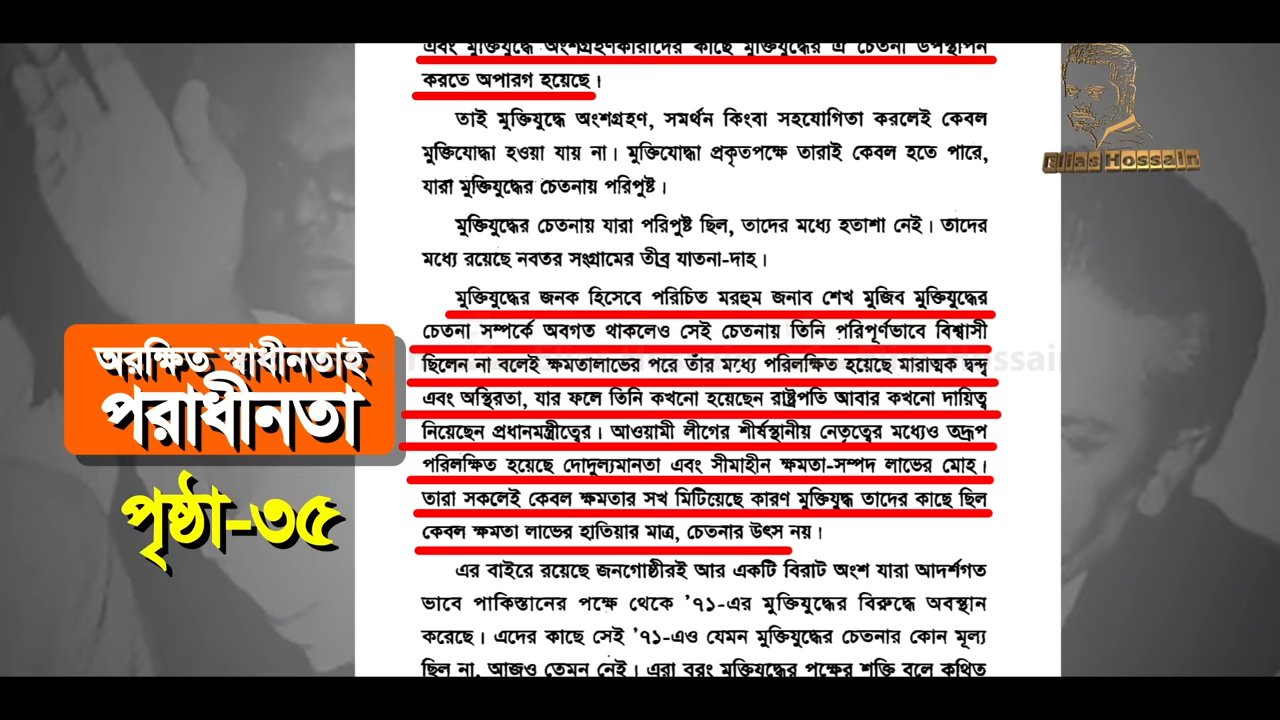 এবং মুক্তিযুদ্ধে অংশগ্রহণকারীদের কাছে মুক্তিযুদ্ধের এ চেতনা উপস্থাপন
করতে অপারগ হয়েছে।
তাই মুক্তিযুদ্ধে অংশগ্রহণ, সমর্থন কিংবা সহযোগিতা করলেই কেবল
মুক্তিযোদ্ধা হওয়া যায় না। মুক্তিযোদ্ধা প্রকৃতপক্ষে তারাই কেবল হতে পারে,
যারা মুক্তিযুদ্ধের চেতনায় পরিপুষ্ট।
মুক্তিযুদ্ধের চেতনায় যারা পরিপুষ্ট ছিল, তাদের মধ্যে হতাশা নেই। তাদের
মধ্যে রয়েছে নবতর সংগ্রামের তীব্র যাতনা-দাহ।
মুক্তিযুদ্ধের জনক হিসেবে পরিচিত মরহুম জনাব শেখ মুজিব মুক্তিযুদ্ধের
চেতনা সম্পর্কে অবগত থাকলেও সেই চেতনায় তিনি পরিপূর্ণভাবে বিশ্বাসী
ছিলেন না বলেই ক্ষমতালাভের পরে তাঁর মধ্যে পরিলক্ষিত হয়েছে মারাত্মক দ্বন্দ্ব
এবং অস্থিরতা, যার ফলে তিনি কখনো হয়েছেন রাষ্ট্রপতি আবার কখনো দায়িত্ব
নিয়েছেন প্রধানমন্ত্রীত্বের। আওয়ামী লীগের শীর্ষস্থানীয় নেতৃত্বের মধ্যেও তদ্রূপ
পরিলক্ষিত হয়েছে দোদুল্যমানতা এবং সীমাহীন ক্ষমতা-সম্পদ লাভের মোহ।
তারা সকলেই কেবল ক্ষমতার সখ মিটিয়েছে কারণ মুক্তিযুদ্ধ তাদের কাছে ছিল
কেবল ক্ষমতা লাভের হাতিয়ার মাত্র, চেতনার উৎস নয়।
এর বাইরে রয়েছে জনগোষ্ঠীরই আর একটি বিরাট অংশ যারা আদর্শগত
ভাবে পাকিস্তানের পক্ষে থেকে '৭১-এর মুক্তিযুদ্ধের বিরুদ্ধে অবস্থান
করেছে। এদের কাছে সেই '৭১-এও যেমন মুক্তিযুদ্ধের চেতনার কোন মূল্য
ছিল না, আজও তেমন নেই। এরা বরং মুক্তিযুদ্ধের পক্ষের শক্তি বলে কথিত
অরক্ষিত স্বাধীনতাই
পরাধীনতা
পৃষ্ঠা-৩৫
Elias Hossain